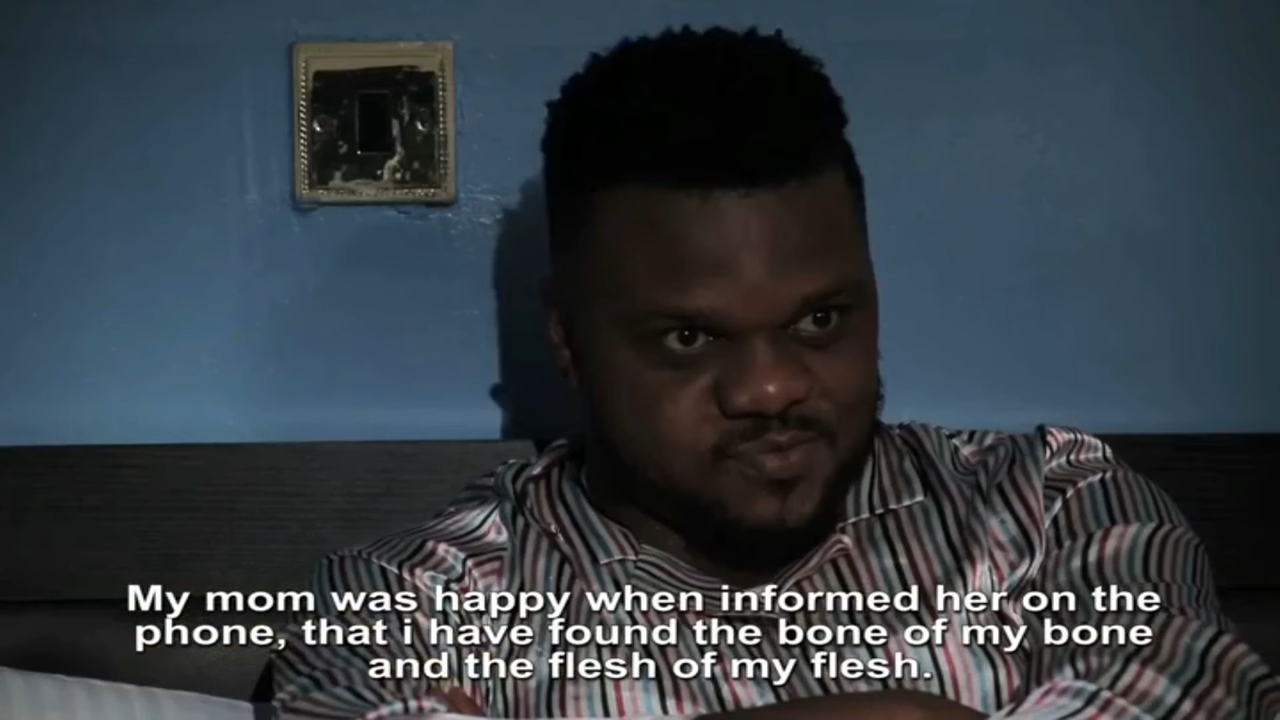 My mom was happy when informed her on the
phone, that i have found the bone of my bone
and the flesh of my flesh.